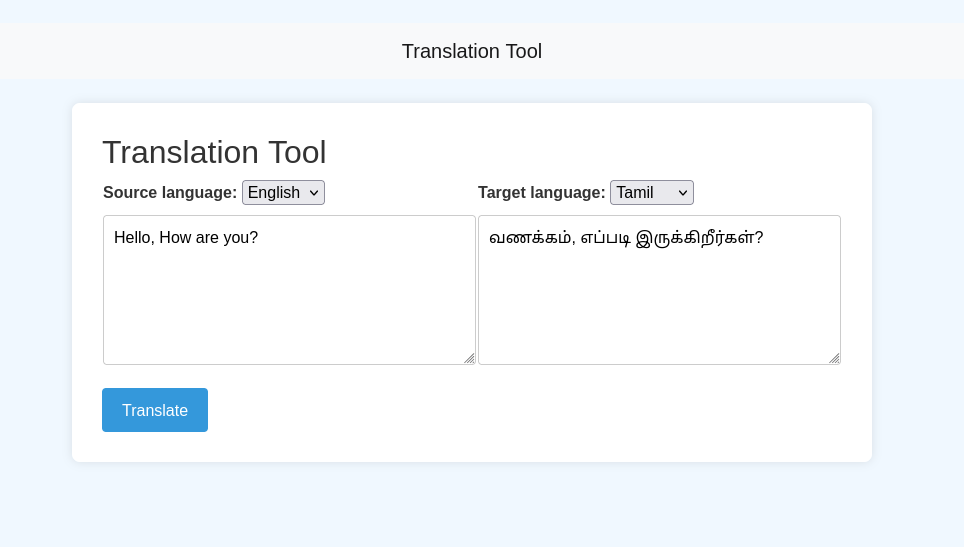 Translation Tool
Translation Tool
Source language: English
Target language: Tamil
Hello, How are you?
வணக்கம், எப்படி இருக்கிறீர்கள்?
Translate